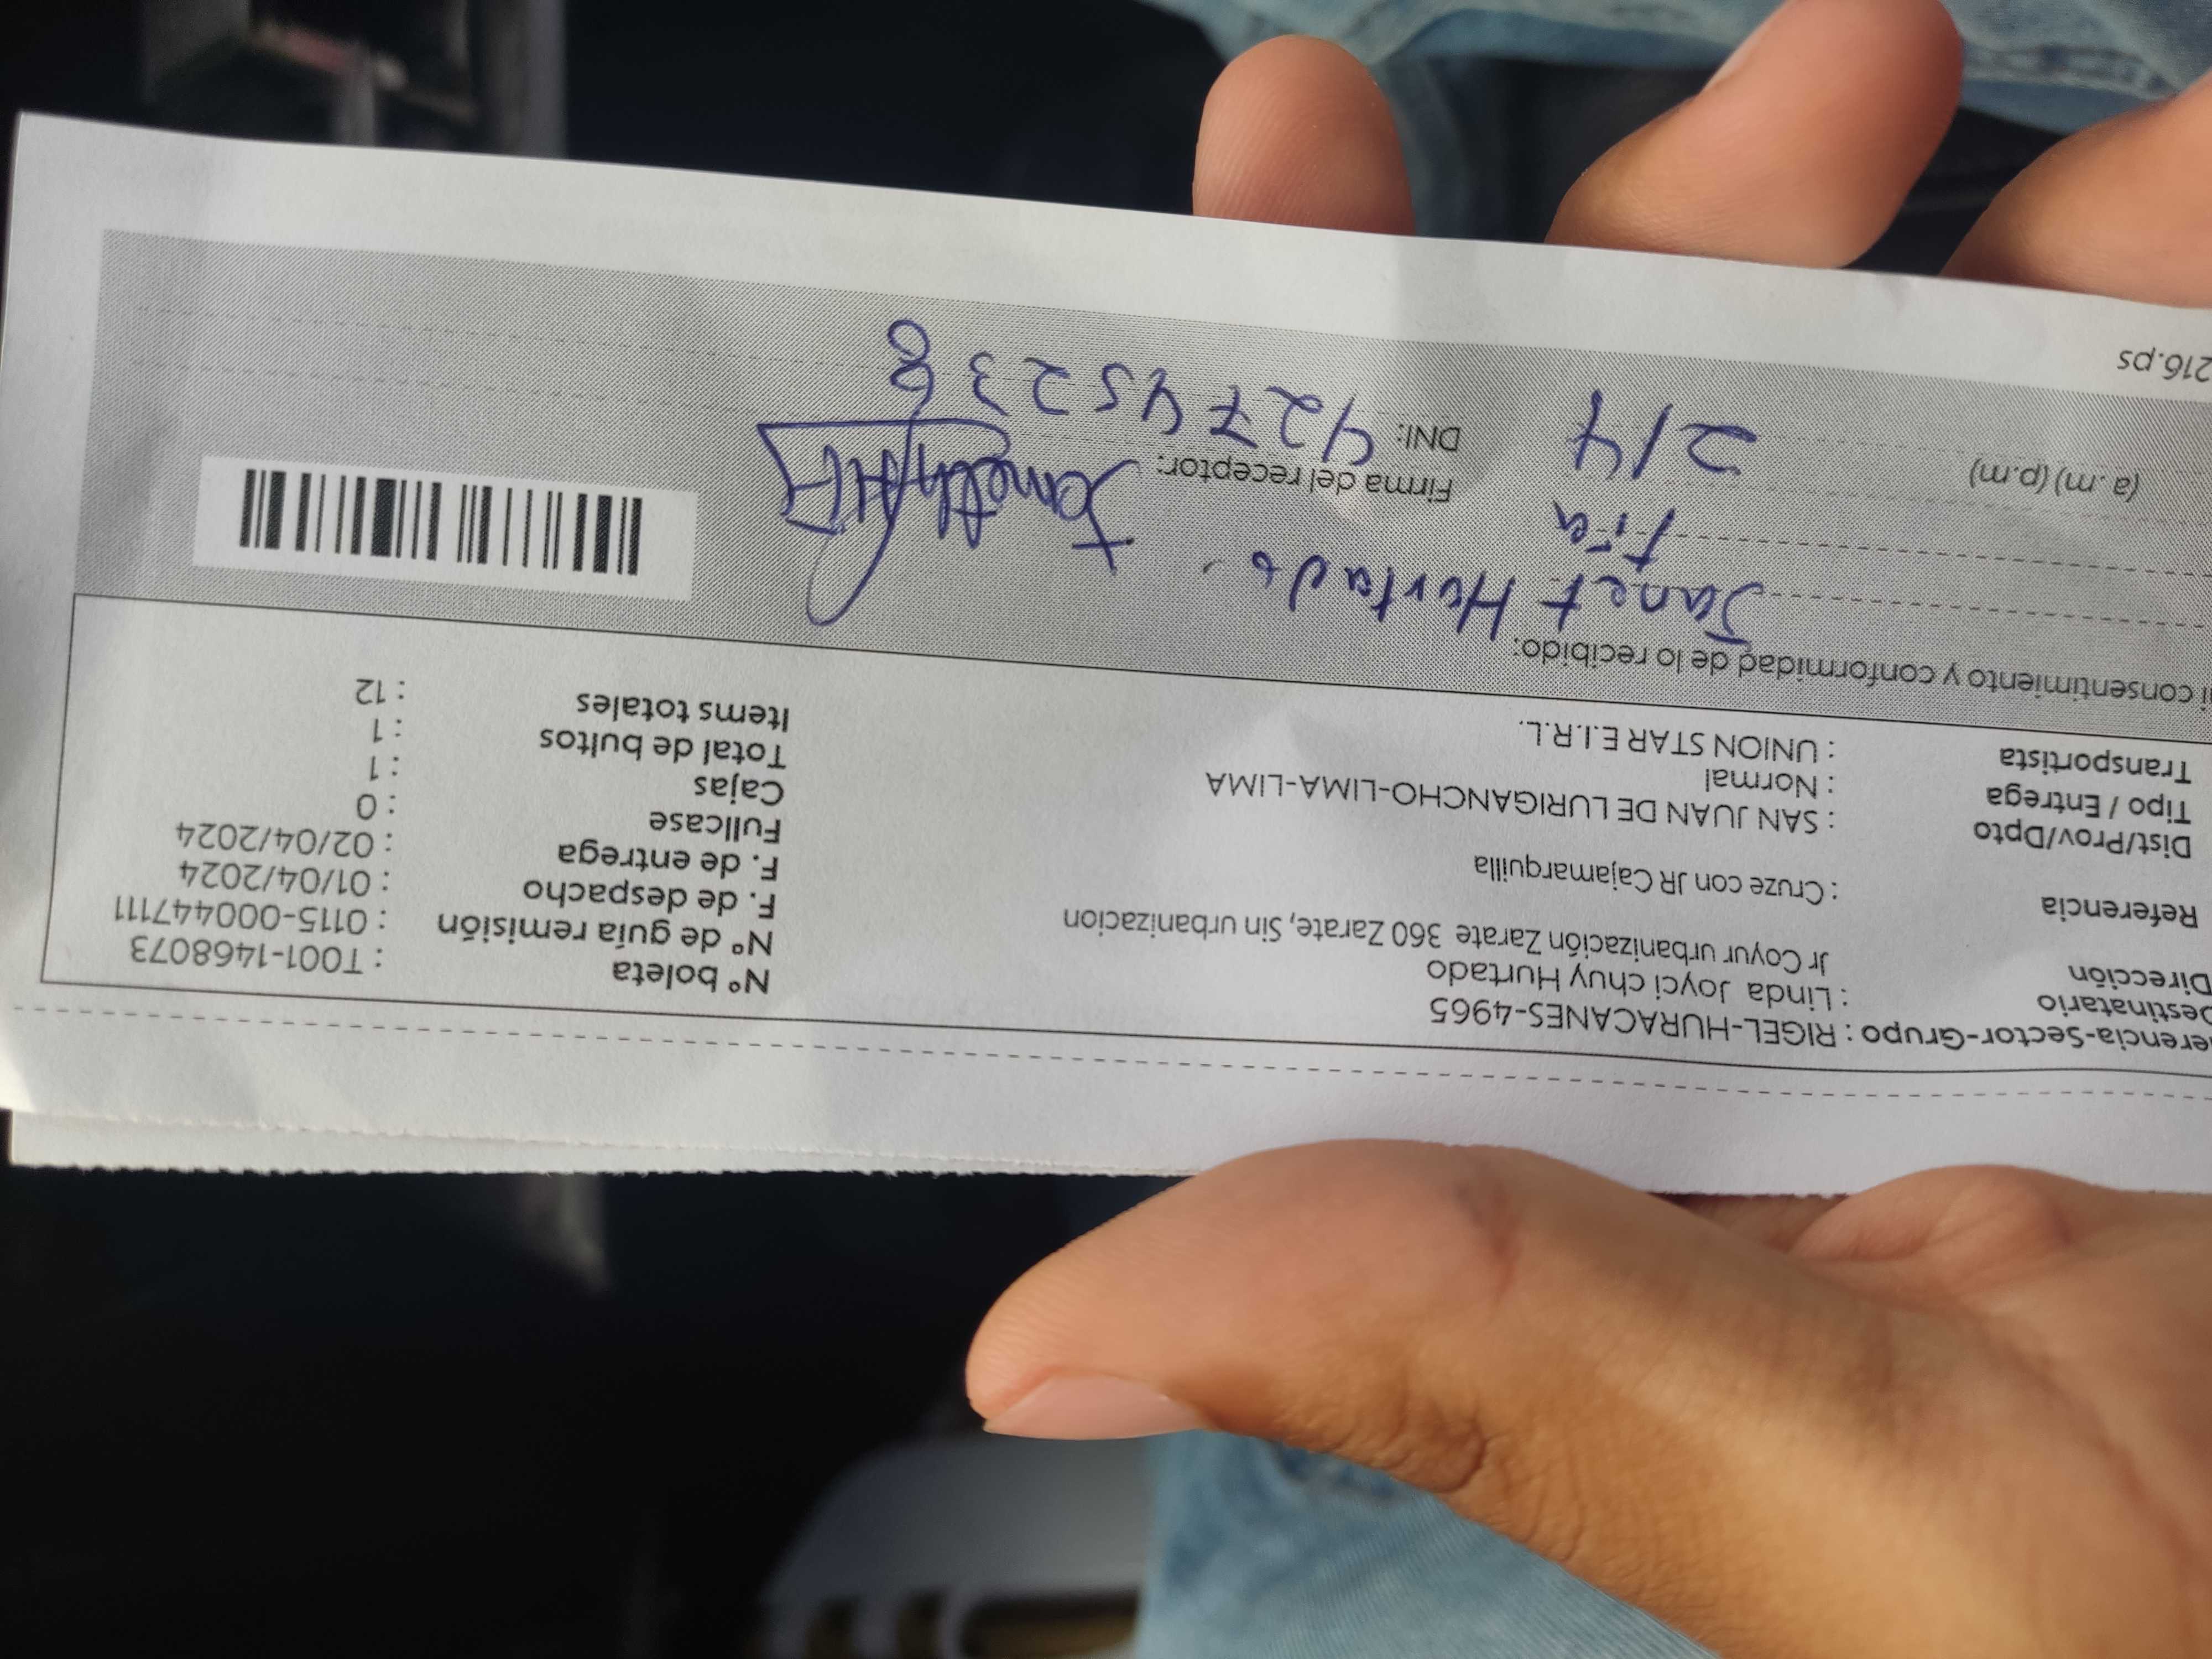 erencia-Sector-Grupo : RIGEL-HURACANES-4965
Destinatario : Linda Joyci chuy Hurtado
Dirección Jr Coyur urbanización Zarate 360 Zarate, Sin urbanizacion
Referencia : Cruze con JR Cajamarquilla
Dist/Prov/Dpto : SAN JUAN DE LURIGANCHO-LIMA-LIMA
Tipo / Entrega : Normal
Transportista : UNION STAR E.I.R.L.
N° boleta : T001-1468073
N° de guía remisión : 0115-000447111
F. de despacho : 01/04/2024
F. de entrega : 02/04/2024
Fullcase : 0
Cajas : 1
Total de bultos : 1
Items totales : 12
i consentimiento y conformidad de lo recibido:
Janet Hurtado.
Firma del receptor:
(a.m) (p.m) 2/4
DNI: 42745238
216.ps